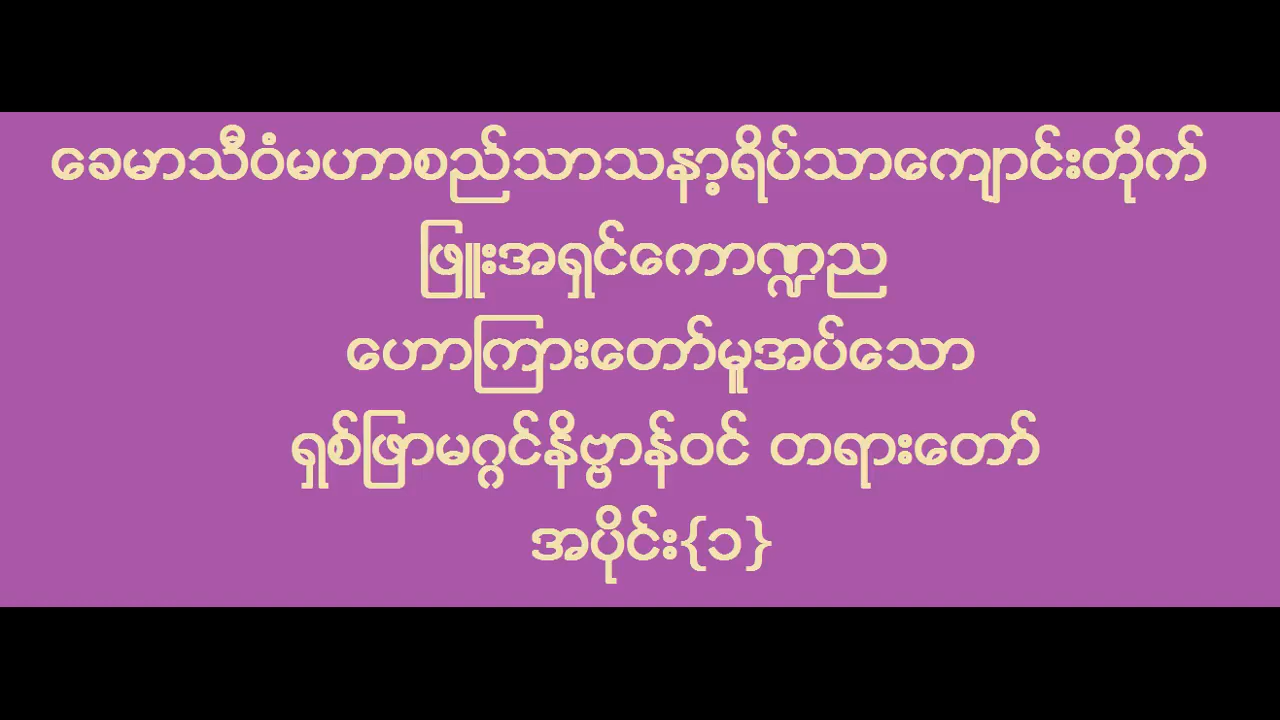 ခေမာသီဝံမဟာစည်သာသနာ့ရိပ်သာကျောင်းတိုက်
ဖြူးအရှင်ကောဏ္ဍည
ဟောကြားတော်မူအပ်သော
ရှစ်ဖြာမဂ္ဂင်နိဗ္ဗာန်ဝင် တရားတော်
အပိုင်း{၁}